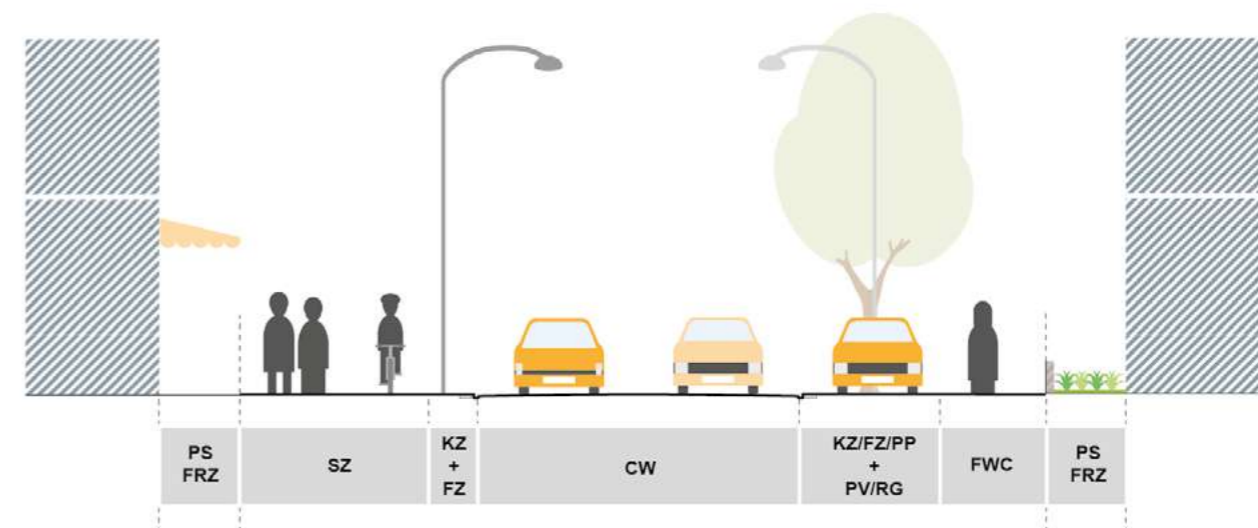 PS
FRZ
SZ
KZ
+
FZ
CW
KZ/FZ/PP
+
PV/RG
FWC
PS
FRZ